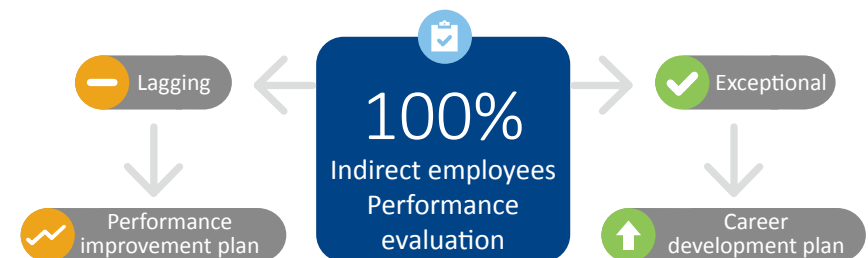 Lagging
Performance
improvement plan
100%
Indirect employees
Performance
evaluation
Exceptional
Career
development plan